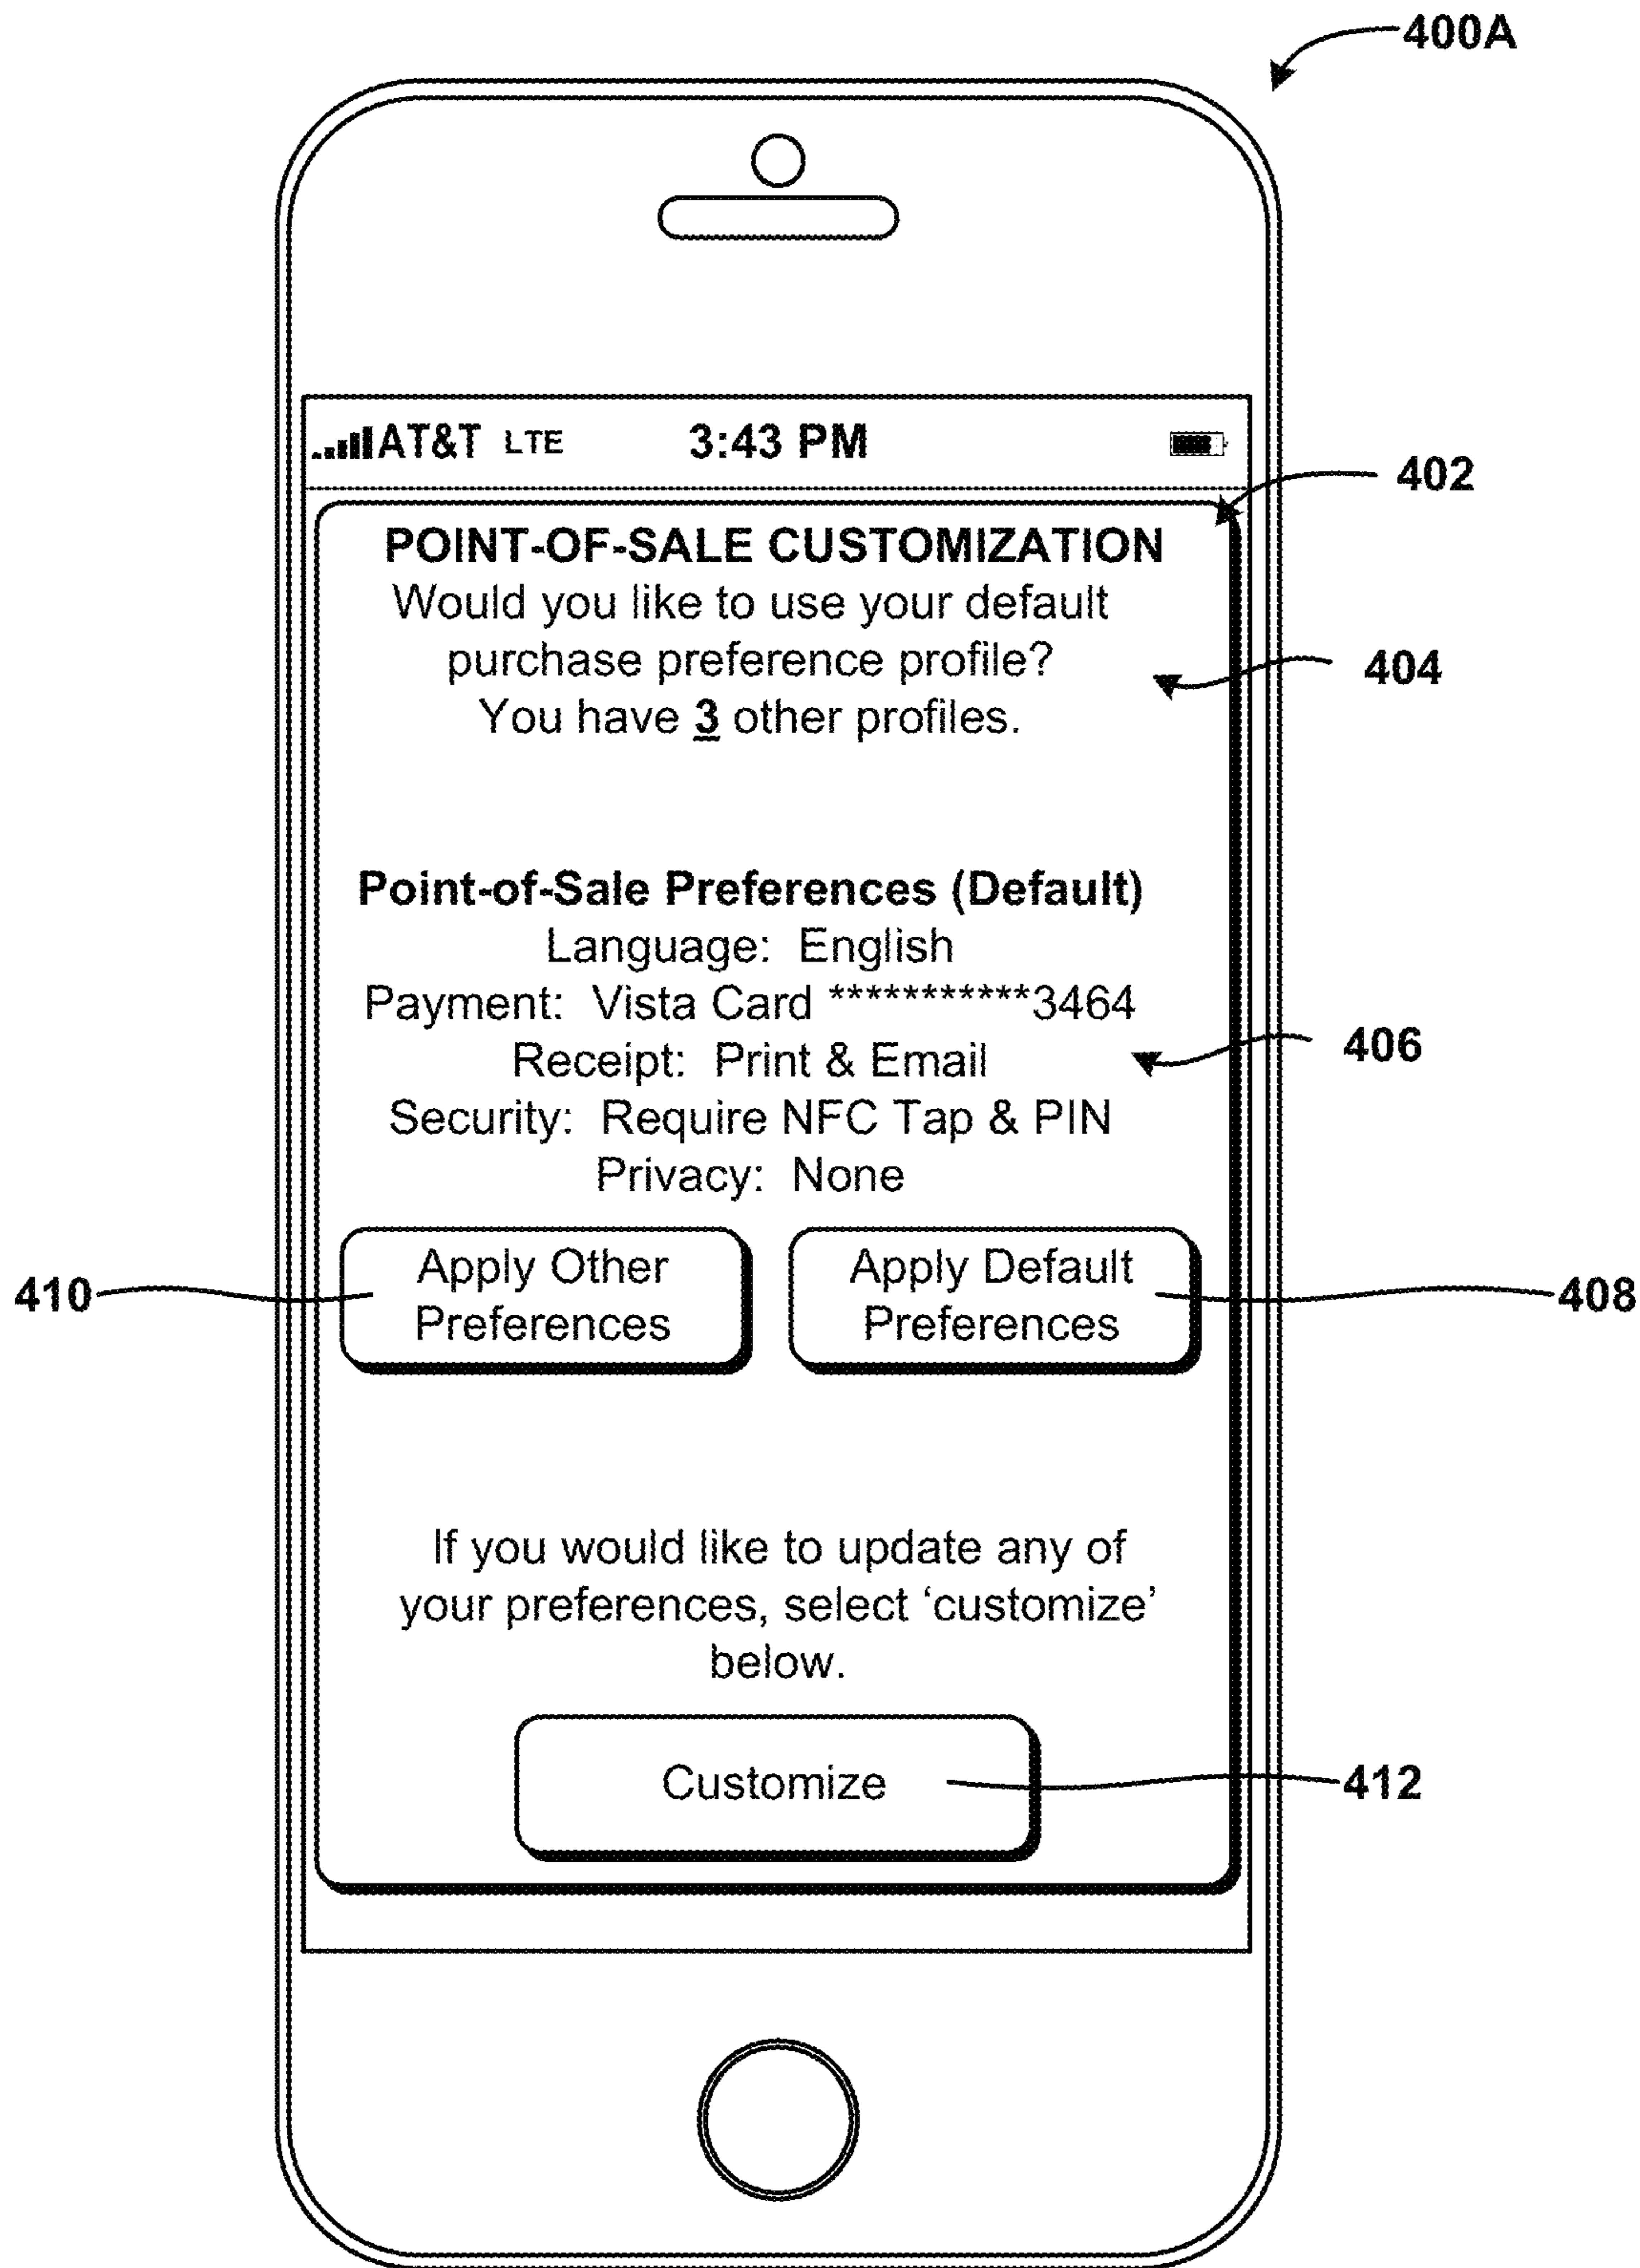 400A
AT&T LTE 3:43 PM
402
POINT-OF-SALE CUSTOMIZATION
Would you like to use your default
purchase preference profile?
404
You have 3 other profiles.
Point-of-Sale Preferences (Default)
Language: English
Payment: Vista Card ***********3464
Receipt: Print & Email
406
Security: Require NFC Tap & PIN
Privacy: None
410
Apply Other
Preferences
Apply Default
Preferences
408
If you would like to update any of
your preferences, select ‘customize’
below.
Customize
412